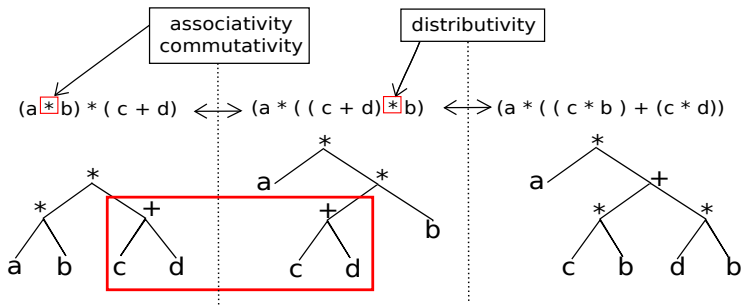 associativity
commutativity
distributivity
(a * b) * ( c + d)
(a * ( ( c + d) * b)
(a * ( ( c * b ) + (c * d))
*
*
+
a
b
c
d
*
a
*
+
b
c
d
*
a
+
*
*
c
b
d
b